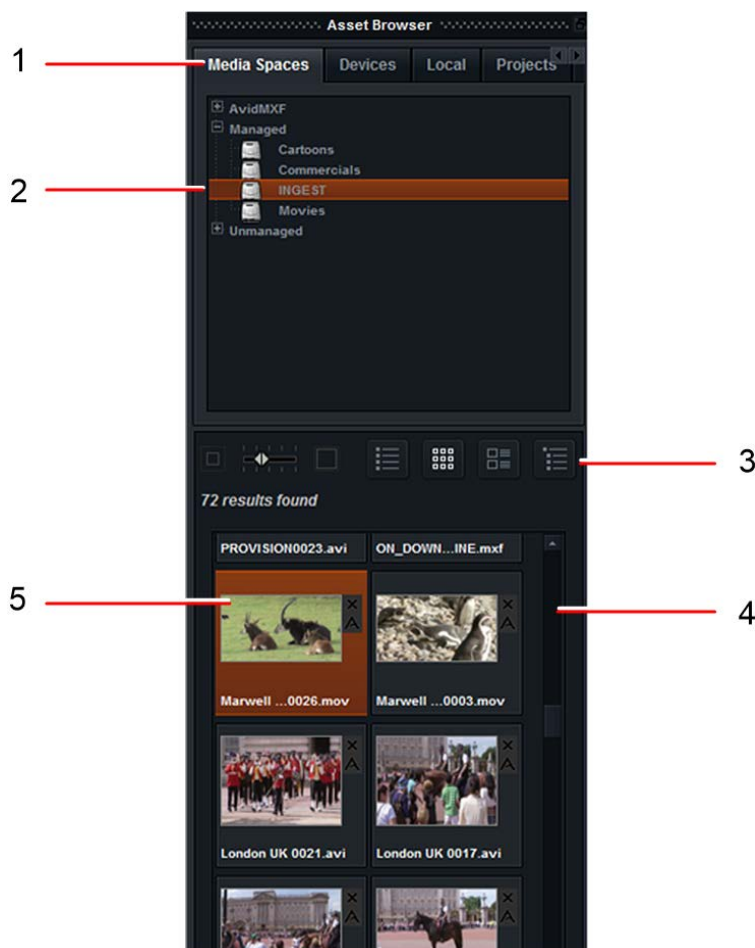 Asset Browser
1
Media Spaces Devices Local Projects
AvidMXF
Managed
Cartoons
Commercials
2
INGEST
Movies
Unmanaged
3
72 results found
PROVISION0023.avi ON_DOWN...INE.mxf
5
4
X X
A A
Marwell ...0026.mov Marwell ...0003.mov
X X
A A
London UK 0021.avi London UK 0017.avi
X X
A A